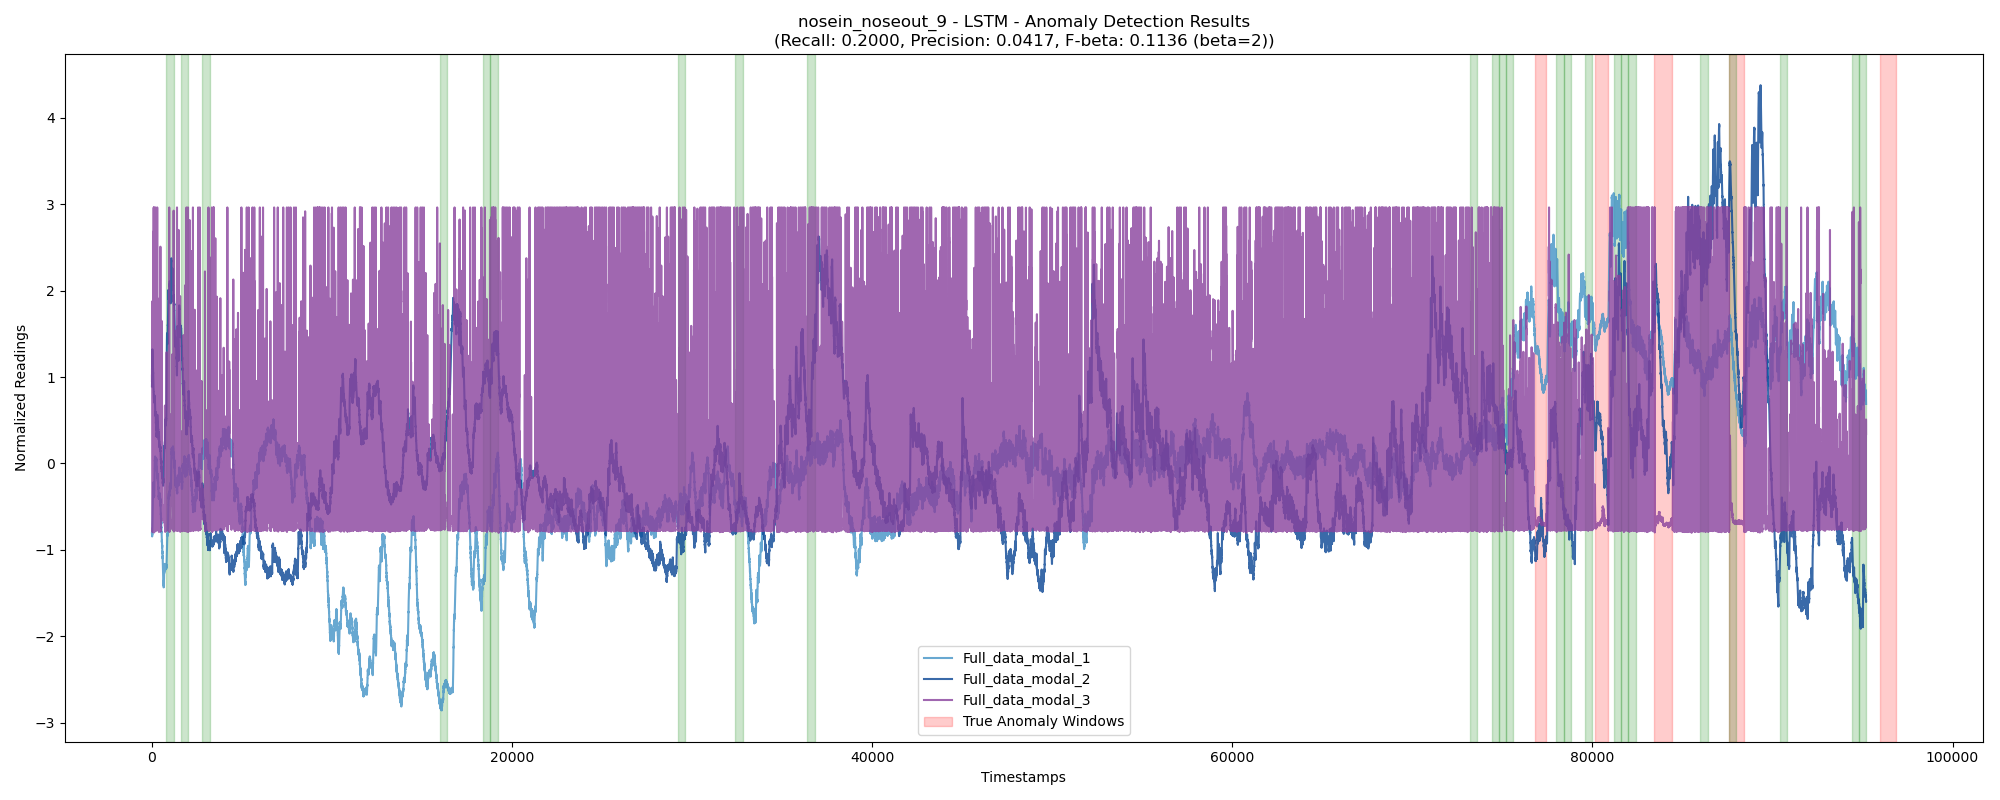 nosein_noseout_9 - LSTM - Anomaly Detection Results
(Recall: 0.2000, Precision: 0.0417, F-beta: 0.1136 (beta=2))
Normalized Readings
4
3
2
1
0
−1
−2
−3
Full_data_modal_1
Full_data_modal_2
Full_data_modal_3
True Anomaly Windows
0 20000 40000 60000 80000 100000
Timestamps